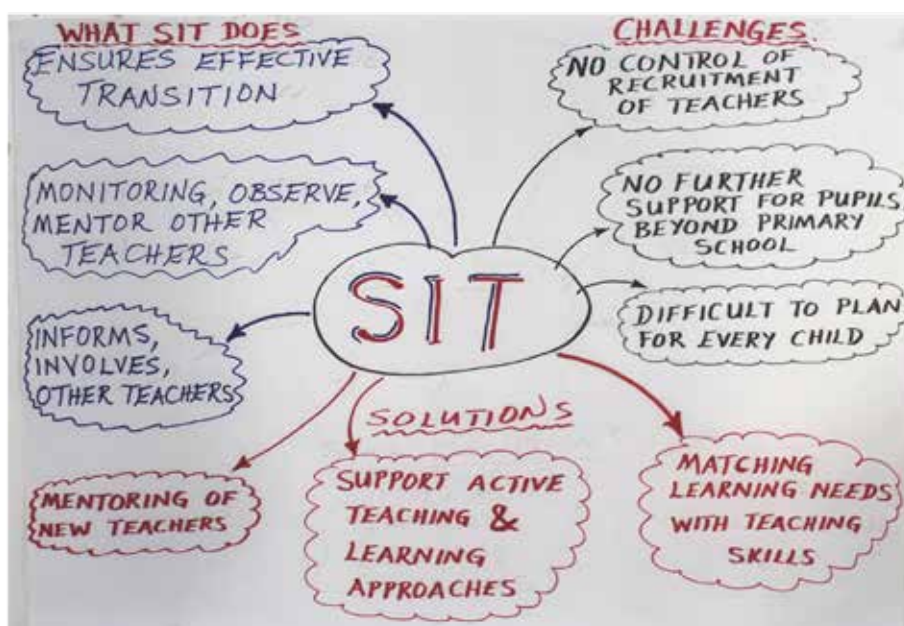 WHAT SIT DOES
ENSURES EFFECTIVE
TRANSITION
MONITORING, OBSERVE,
MENTOR OTHER
TEACHERS
INFORMS,
INVOLVES,
OTHER TEACHERS
SIT
CHALLENGES.
NO CONTROL OF
RECRUITMENT
OF TEACHERS
NO FURTHER
SUPPORT FOR PUPILS
BEYOND PRIMARY
SCHOOL
DIFFICULT TO PLAN
FOR EVERY CHILD
SOLUTIONS
MENTORING OF
NEW TEACHERS
SUPPORT ACTIVE
TEACHING &
LEARNING
APPROACHES
MATCHING
LEARNING NEEDS
WITH TEACHING
SKILLS